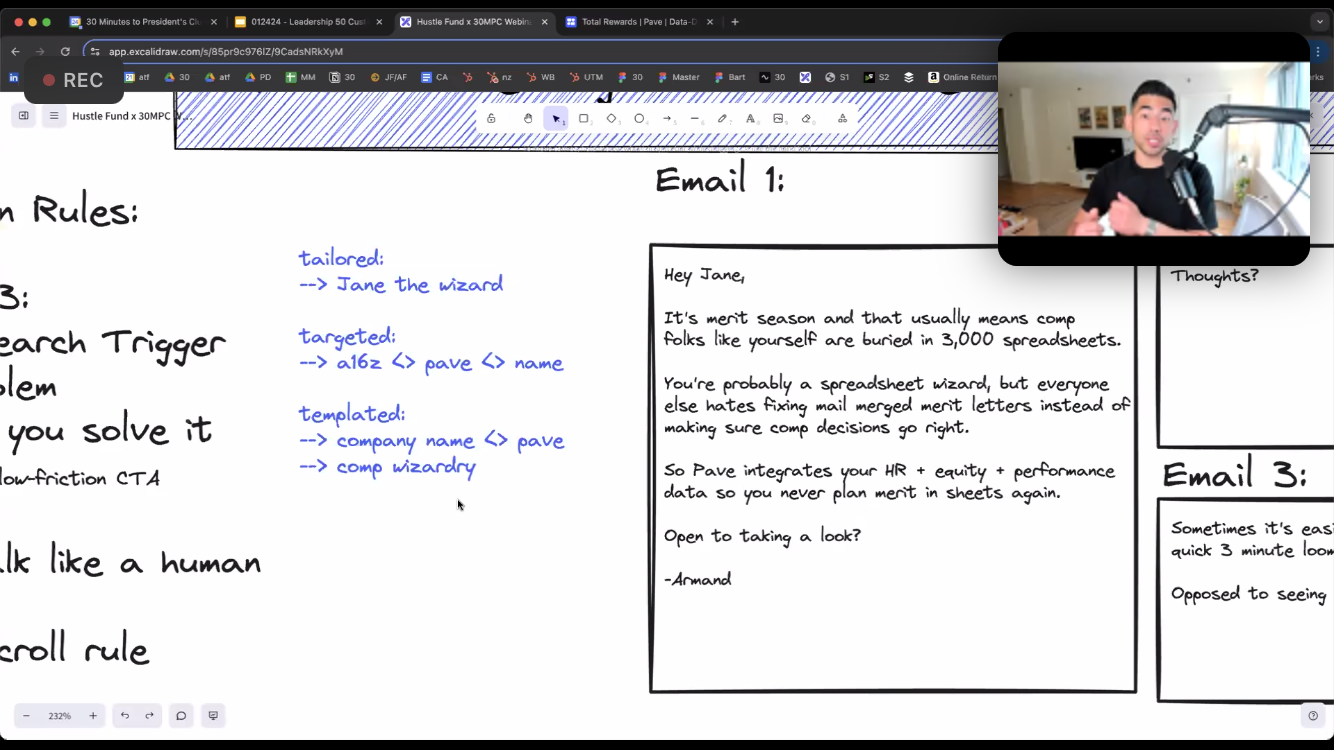 30 Minutes to President's Cl
012424 - Leadership 50 Cust
Hustle Fund x 30MPC Webina
Total Rewards | Pave | Data-D
app.excalidraw.com/s/85pr9c976lZ/9CadsNRkXyM
REC
atf
30
atf
PD
MM
30
JF/AF
CA
nz
WB
UTM
30
Master
Bart
30
S1
S2
Online Return
Hustle Fund x 30MPC W...
n Rules:
3:
earch Trigger
blem
you solve it
low-friction CTA
lk like a human
croll rule
tailored:
--> Jane the wizard
targeted:
--> a16z <> pave <> name
templated:
--> company name <> pave
--> comp wizardry
Email 1:
Hey Jane,
It's merit season and that usually means comp
folks like yourself are buried in 3,000 spreadsheets.
You're probably a spreadsheet wizard, but everyone
else hates fixing mail merged merit letters instead of
making sure comp decisions go right.
So Pave integrates your HR + equity + performance
data so you never plan merit in sheets again.
Open to taking a look?
-Armand
Thoughts?
Email 3:
Sometimes it's easi
quick 3 minute loom
Opposed to seeing
232%